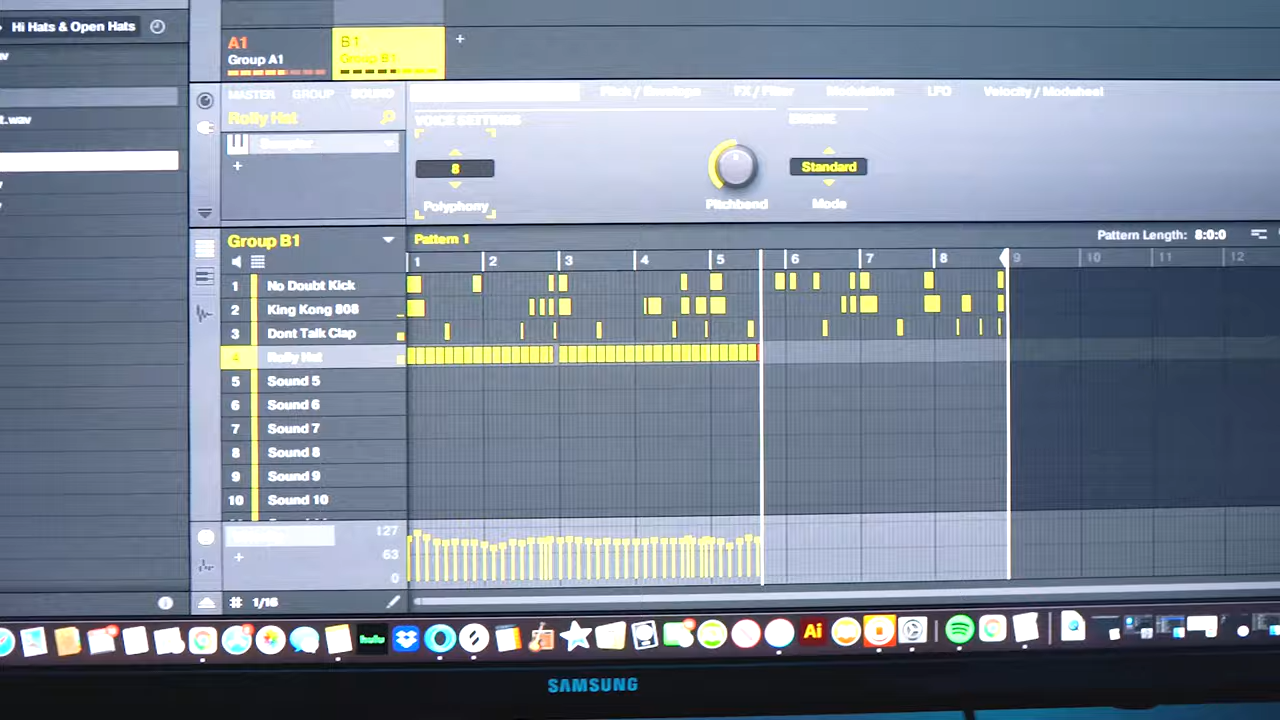 Hi Hats & Open Hats
A1
Group A1
B1
Group B1
+
t.wav
MASTER GROUP SOUND
Pitch / Envelope FX / Filter Modulation LFO Velocity / Modwheel
Rolly Hat
VOICE SETTINGS
ENGINE
Sampler
+
8
Standard
Polyphony
Pitchbend
Mode
Group B1
Pattern 1
Pattern Length: 8:0:0
1 2 3 4 5 6 7 8 9 10 11 12
1 No Doubt Kick
2 King Kong 808
3 Dont Talk Clap
4 Rolly Hat
5 Sound 5
6 Sound 6
7 Sound 7
8 Sound 8
9 Sound 9
10 Sound 10
127
+ 63
0
# 1/16
hulu
Ai
SAMSUNG